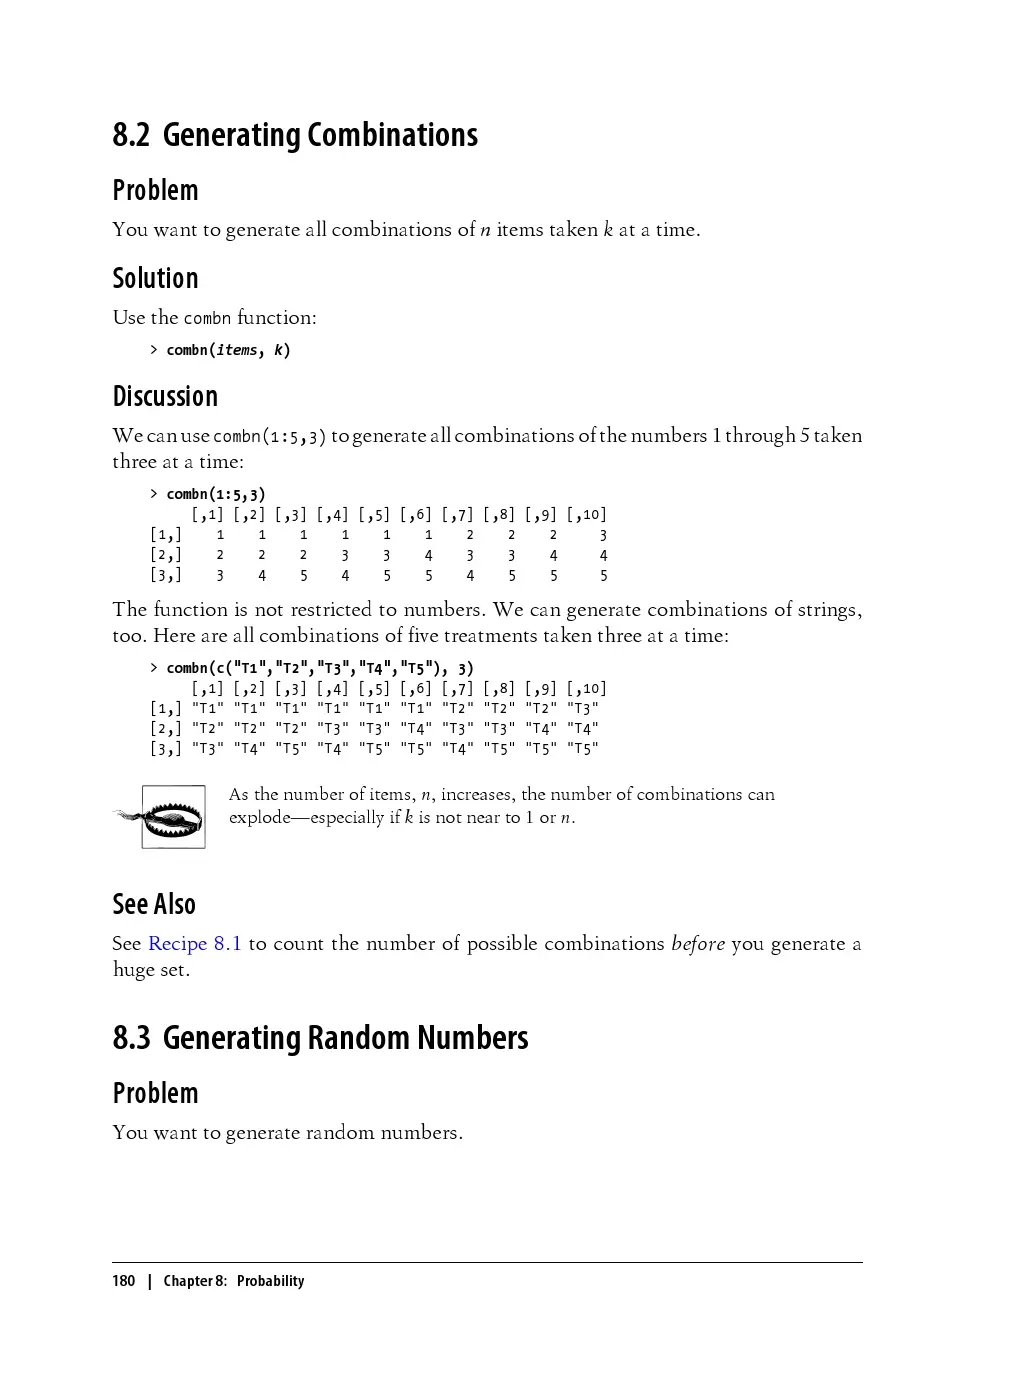 8.2 Generating Combinations
Problem
You want to generate all combinations of n items taken k at a time.
Solution
Use the combn function:
> combn(items, k)
Discussion
We can use combn(1:5,3) to generate all combinations of the numbers 1 through 5 taken
three at a time:
> combn(1:5,3)
     [,1] [,2] [,3] [,4] [,5] [,6] [,7] [,8] [,9] [,10]
[1,]    1    1    1    1    1    1    2    2    2     3
[2,]    2    2    2    3    3    4    3    3    4     4
[3,]    3    4    5    4    5    5    4    5    5     5
The function is not restricted to numbers. We can generate combinations of strings,
too. Here are all combinations of five treatments taken three at a time:
> combn(c("T1","T2","T3","T4","T5"), 3)
     [,1] [,2] [,3] [,4] [,5] [,6] [,7] [,8] [,9] [,10]
[1,] "T1" "T1" "T1" "T1" "T1" "T1" "T2" "T2" "T2" "T3"
[2,] "T2" "T2" "T2" "T3" "T3" "T4" "T3" "T3" "T4" "T4"
[3,] "T3" "T4" "T5" "T4" "T5" "T5" "T4" "T5" "T5" "T5"
As the number of items, n, increases, the number of combinations can
explode—especially if k is not near to 1 or n.
See Also
See Recipe 8.1 to count the number of possible combinations before you generate a
huge set.
8.3 Generating Random Numbers
Problem
You want to generate random numbers.
180 | Chapter 8: Probability